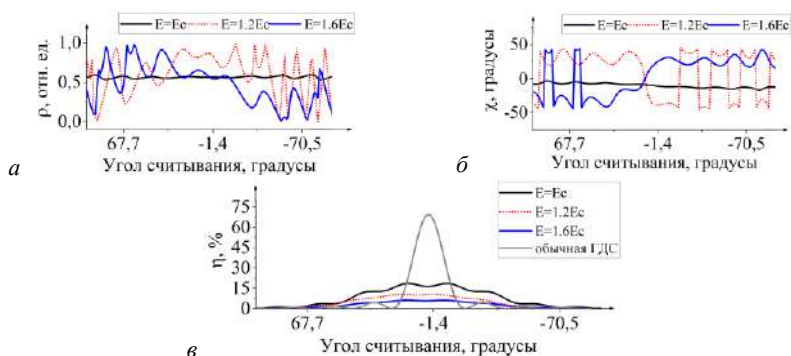 E=Ec E=1.2Ec E=1.6Ec
1,0
0,5
0,0
ρ, отн. ед.
67,7 -1,4 -70,5
Угол считывания, градусы
а
E=Ec E=1.2Ec E=1.6Ec
50
0
-50
χ, градусы
67,7 -1,4 -70,5
Угол считывания, градусы
б
E=Ec
E=1.2Ec
E=1.6Ec
обычная ГДС
75
60
45
30
15
0
η, %
67,7 -1,4 -70,5
Угол считывания, градусы
в